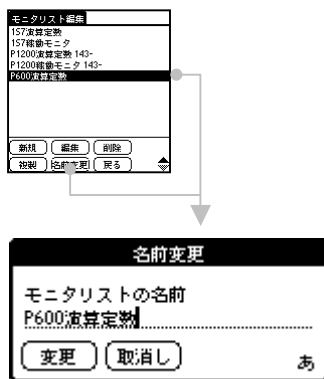 モニタリスト編集
157演算定数
157稼動モニタ
P1200演算定数 143-
P1200稼動モニタ 143-
P600演算定数
新規 編集 削除
複製 名前変更 戻る
名前変更
モニタリストの名前
P600演算定数
変更 取消し
あ